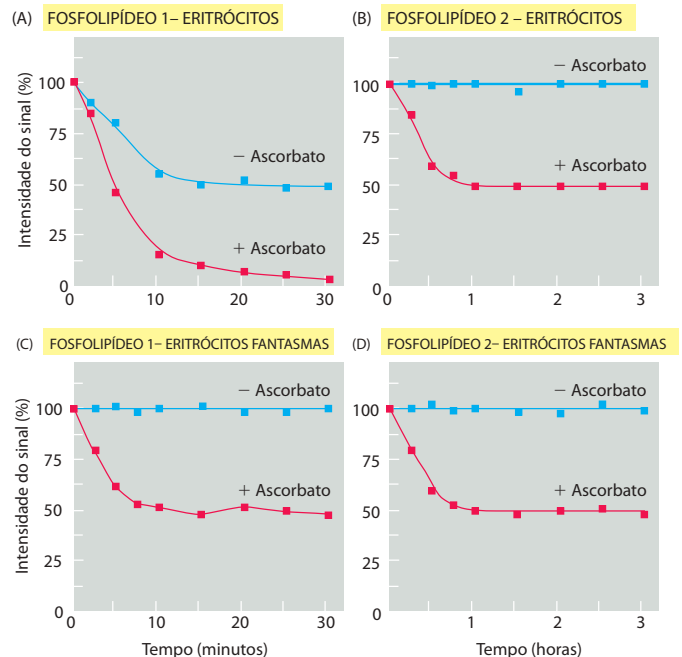 (A) FOSFOLIPÍDEO 1– ERITRÓCITOS
Intensidade do sinal (%)
100
75
50
25
0
− Ascorbato
+ Ascorbato
0 10 20 30
(B) FOSFOLIPÍDEO 2 – ERITRÓCITOS
100
75
50
25
0
− Ascorbato
+ Ascorbato
0 1 2 3
(C) FOSFOLIPÍDEO 1– ERITRÓCITOS FANTASMAS
Intensidade do sinal (%)
100
75
50
25
0
− Ascorbato
+ Ascorbato
0 10 20 30
Tempo (minutos)
(D) FOSFOLIPÍDEO 2– ERITRÓCITOS FANTASMAS
100
75
50
25
0
− Ascorbato
+ Ascorbato
0 1 2 3
Tempo (horas)